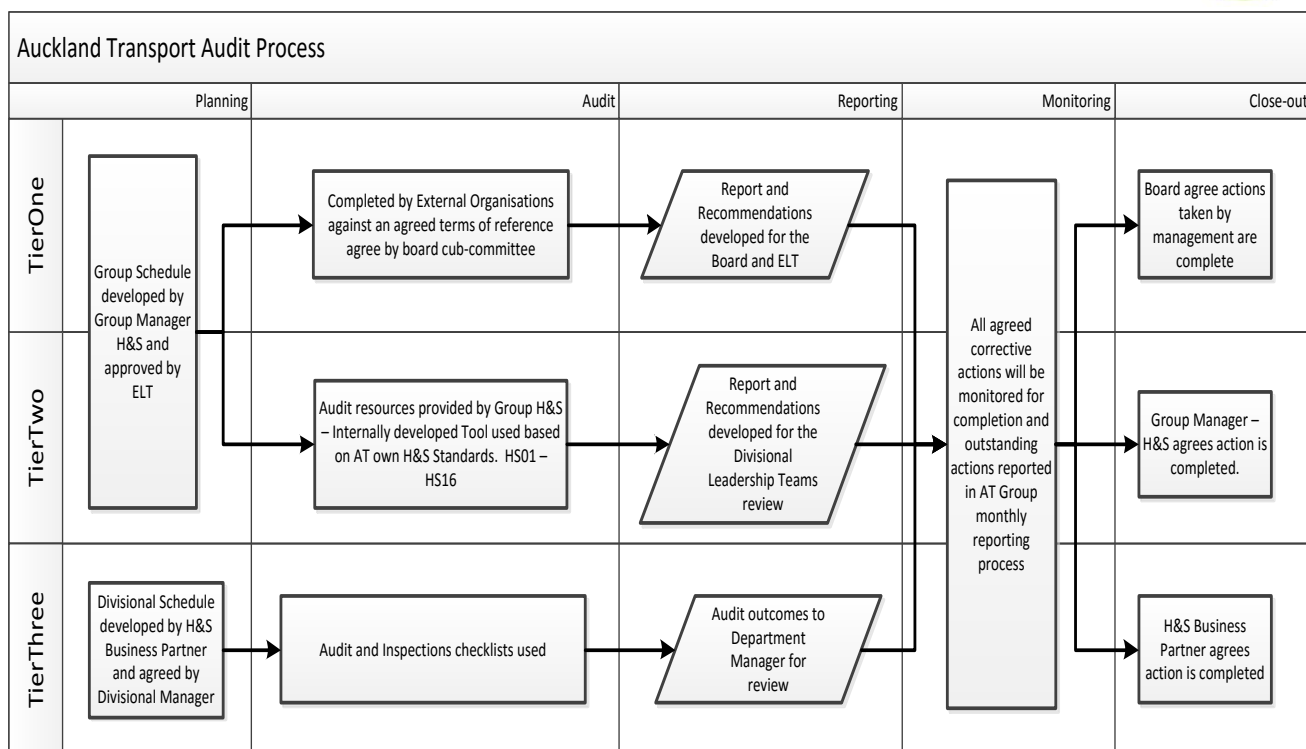 Auckland Transport Audit Process
Planning
Audit
Reporting
Monitoring
Close-out
TierOne
TierTwo
TierThree
Group Schedule
developed by
Group Manager
H&S and
approved by
ELT
Completed by External Organisations
against an agreed terms of reference
agree by board cub-committee
Report and
Recommendations
developed for the
Board and ELT
Board agree actions
taken by
management are
complete
Audit resources provided by Group H&S
– Internally developed Tool used based
on AT own H&S Standards. HS01 –
HS16
Report and
Recommendations
developed for the
Divisional
Leadership Teams
review
All agreed
corrective
actions will be
monitored for
completion and
outstanding
actions reported
in AT Group
monthly
reporting
process
Group Manager –
H&S agrees action is
completed.
Divisional Schedule
developed by H&S
Business Partner
and agreed by
Divisional Manager
Audit and Inspections checklists used
Audit outcomes to
Department
Manager for
review
H&S Business
Partner agrees
action is completed